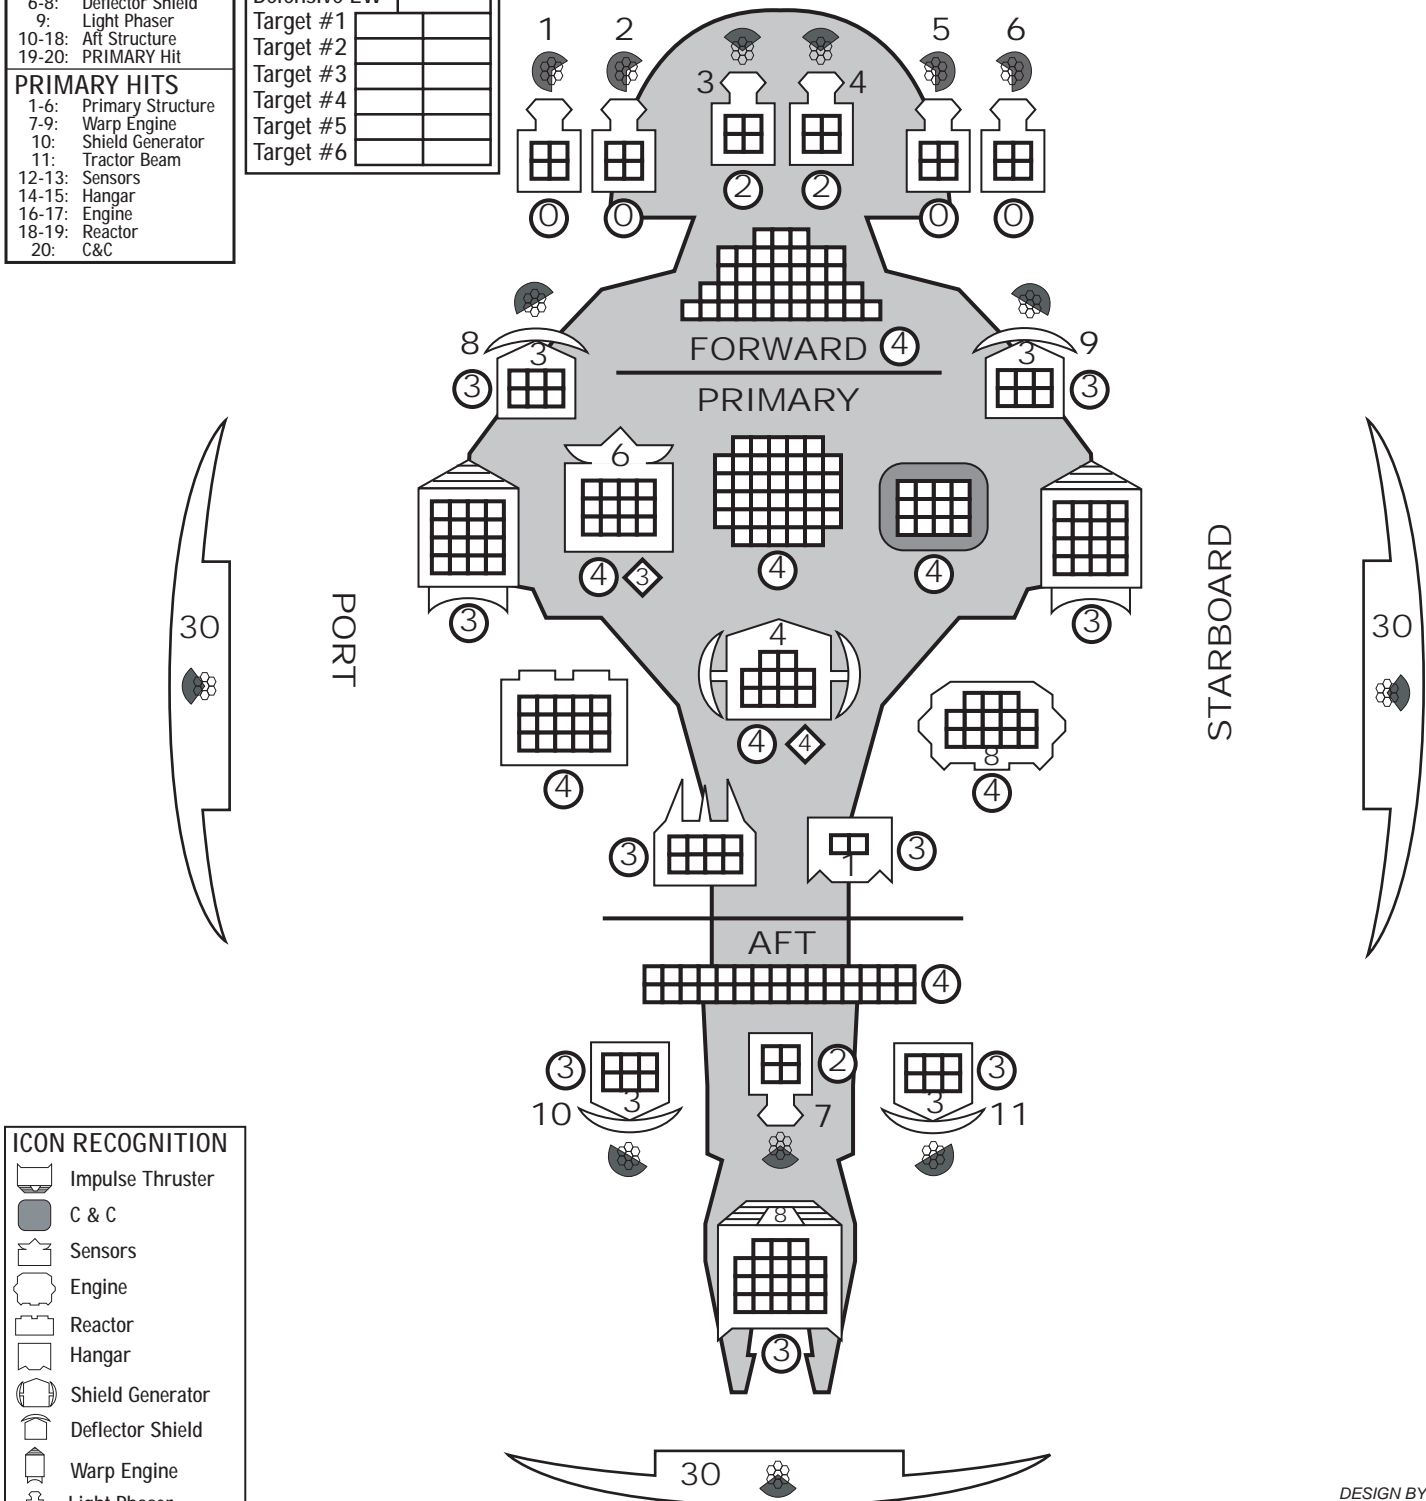 6-8: Deflector Shield
9: Light Phaser
10-18: Aft Structure
19-20: PRIMARY Hit
PRIMARY HITS
1-6: Primary Structure
7-9: Warp Engine
10: Shield Generator
11: Tractor Beam
12-13: Sensors
14-15: Hangar
16-17: Engine
18-19: Reactor
20: C&C
Defensive EW
Target #1
Target #2
Target #3
Target #4
Target #5
Target #6
1 2 5 6
3 4
2 2
0 0 0 0
8 3 FORWARD 4 3 9
3 3
PRIMARY
6
4 3 4 4
3 3
30 PORT STARBOARD 30
4
4 4
8
4 4
3 1 3
AFT
4
3 2 3
10 3 7 3 11
8
3
30
ICON RECOGNITION
Impulse Thruster
C & C
Sensors
Engine
Reactor
Hangar
Shield Generator
Deflector Shield
Warp Engine
Light Phaser
DESIGN BY